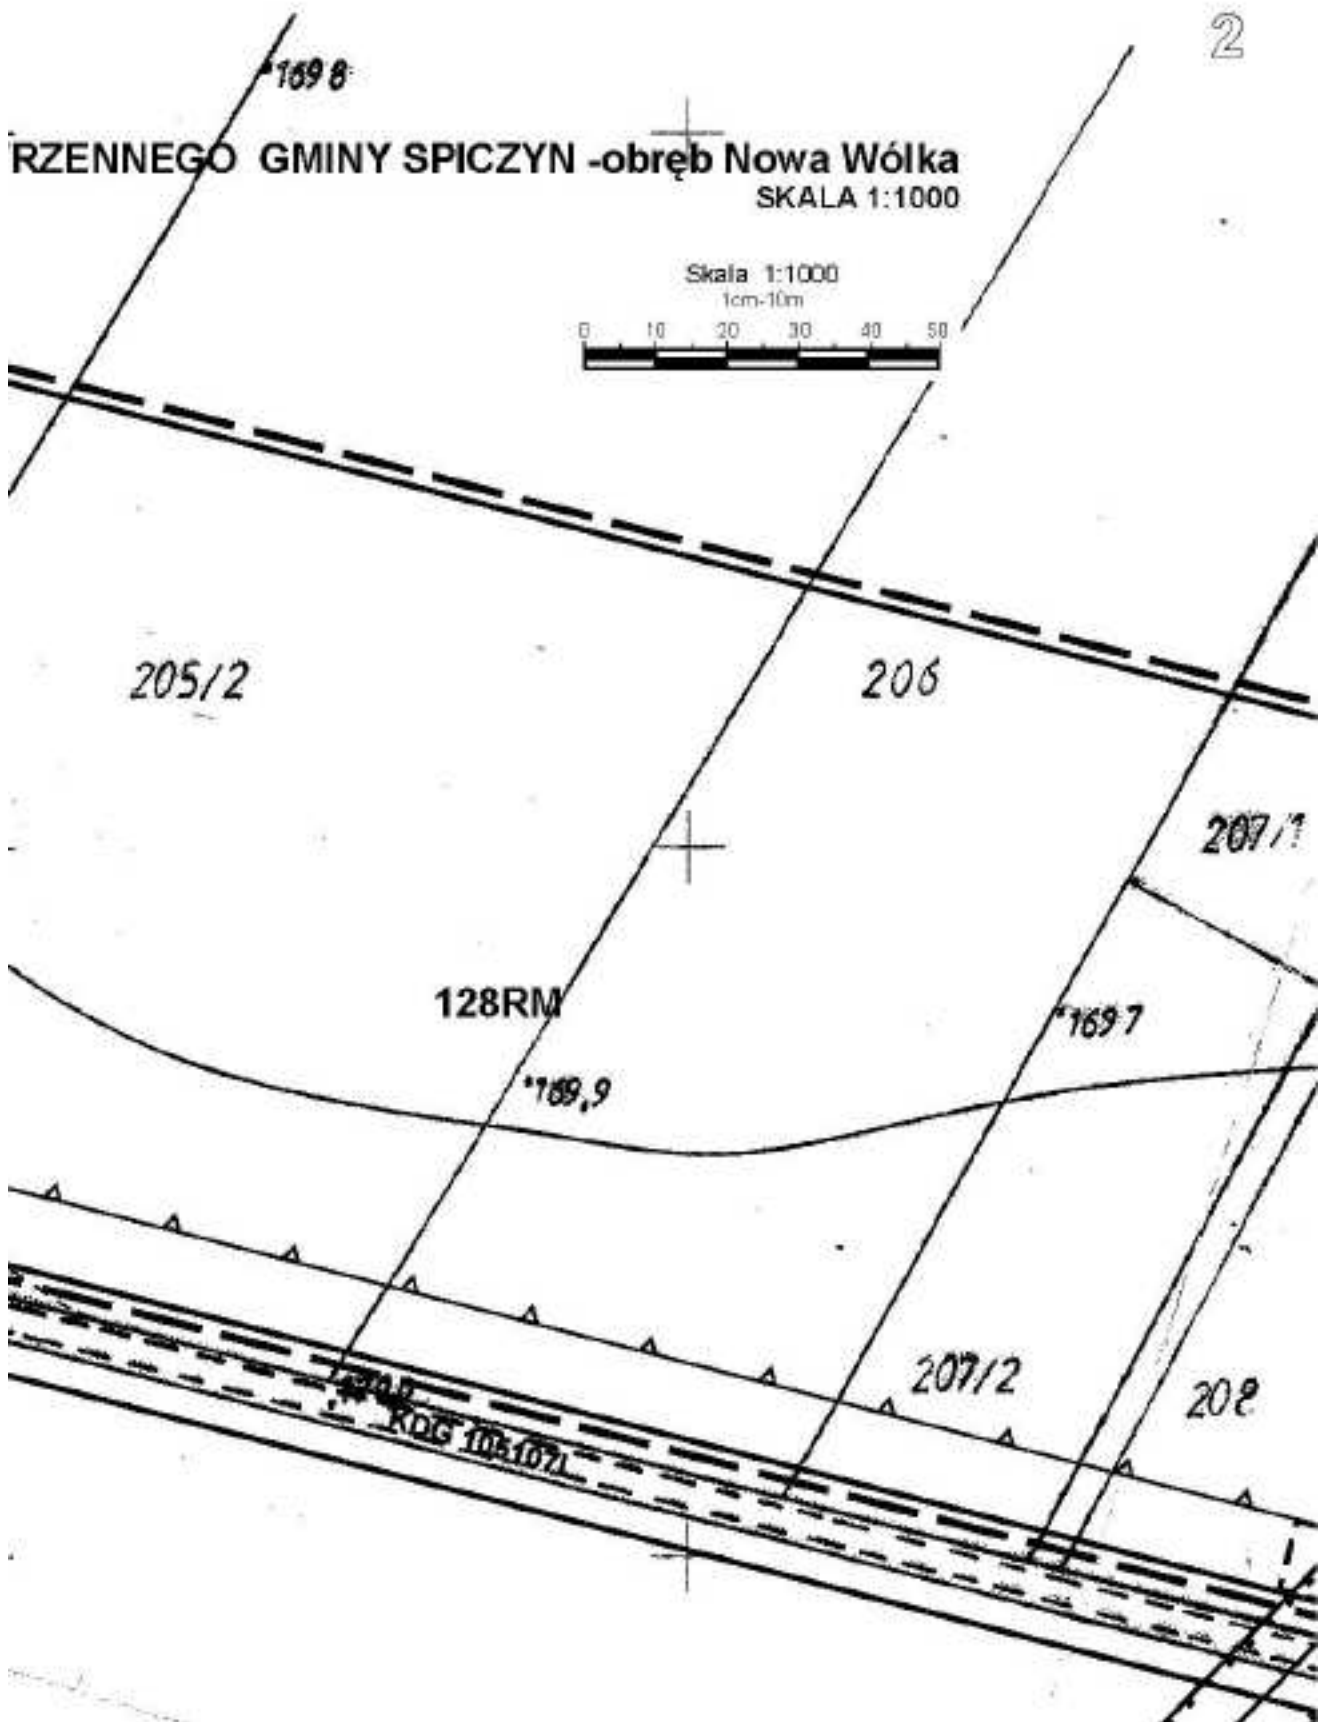 2
169 8
RZENNEGO GMINY SPICZYN -obręb Nowa Wólka
SKALA 1:1000
Skala 1:1000
1cm-10m
0 10 20 30 40 50
205/2
206
207/1
128RM
169 7
169,9
207/2
208
KDG 105107L